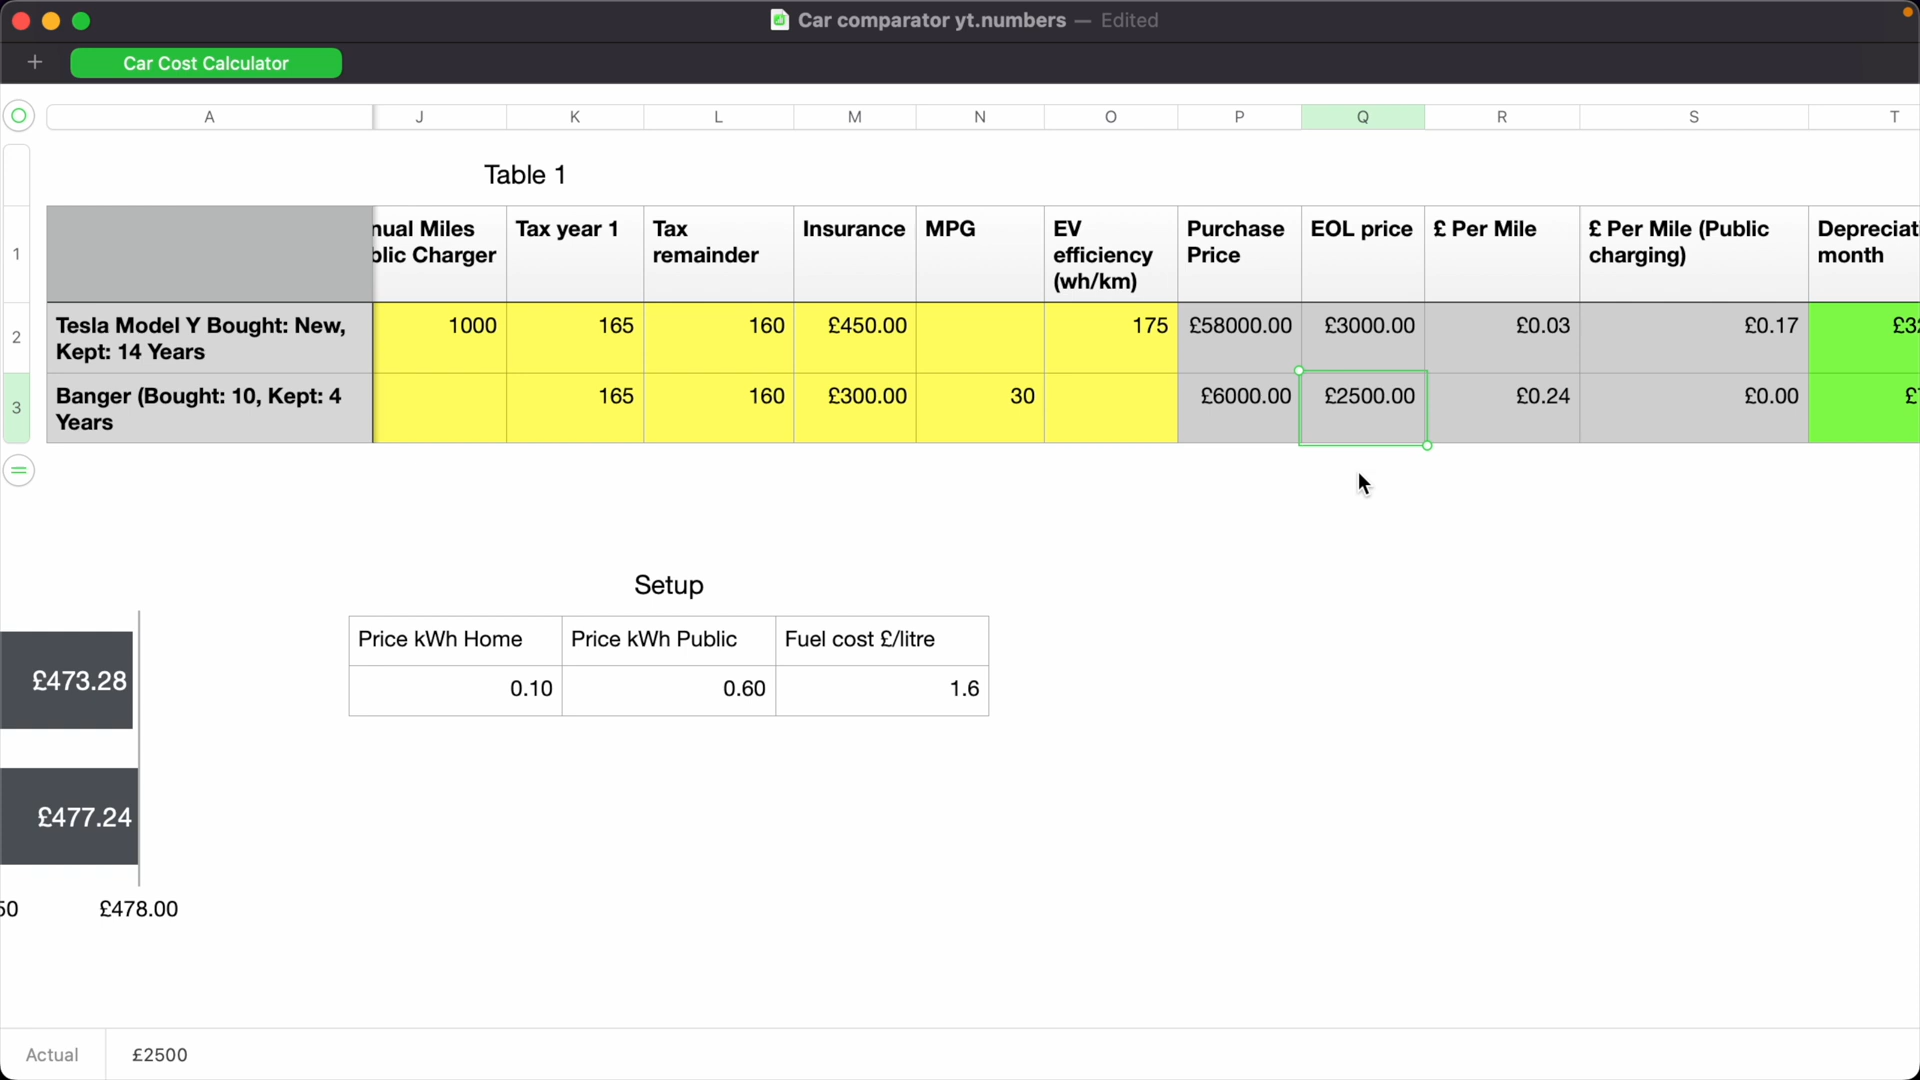 Car comparator yt.numbers — Edited
+ Car Cost Calculator
A J K L M N O P Q R S T
Table 1
1
nual Miles
blic Charger
Tax year 1
Tax
remainder
Insurance
MPG
EV
efficiency
(wh/km)
Purchase
Price
EOL price
£ Per Mile
£ Per Mile (Public
charging)
Depreciati
month
2
Tesla Model Y Bought: New,
Kept: 14 Years
1000 165 160 £450.00 175 £58000.00 £3000.00 £0.03 £0.17 £32
3
Banger (Bought: 10, Kept: 4
Years
165 160 £300.00 30 £6000.00 £2500.00 £0.24 £0.00
Setup
Price kWh Home Price kWh Public Fuel cost £/litre
0.10 0.60 1.6
£473.28
£477.24
50 £478.00
Actual £2500